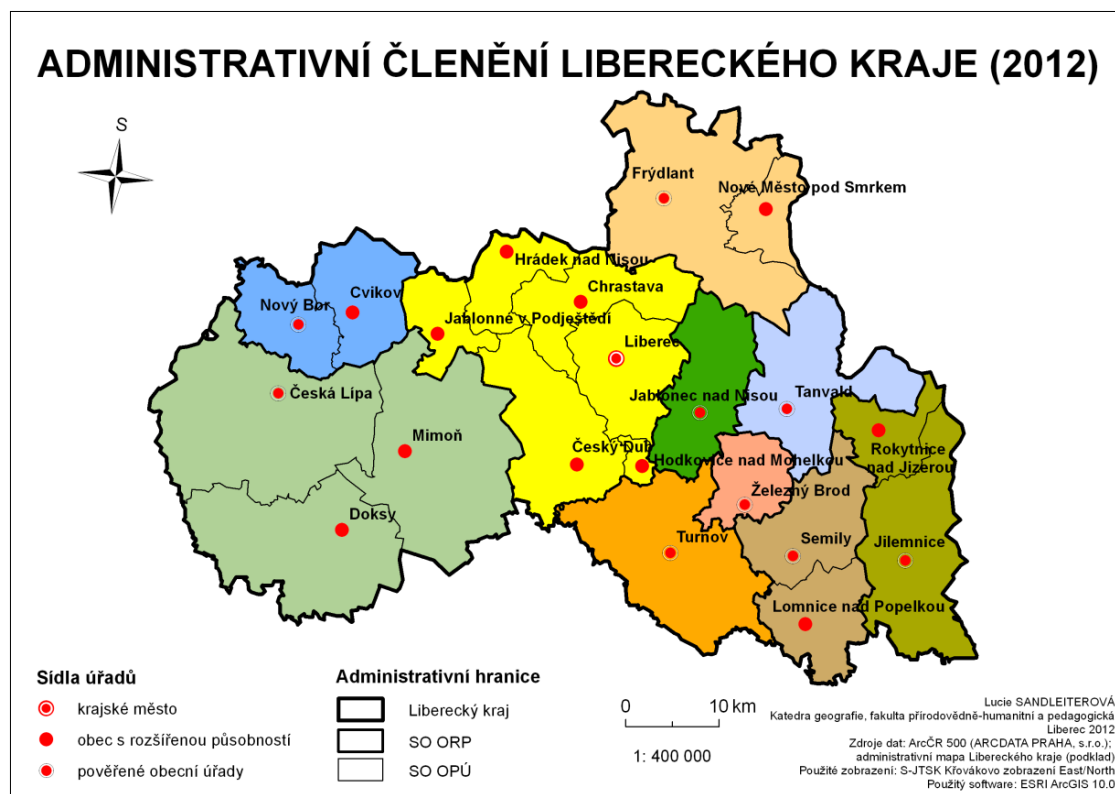 ADMINISTRATIVNÍ ČLENĚNÍ LIBERECKÉHO KRAJE (2012)
S
Frýdlant
Nové Město pod Smrkem
Hrádek nad Nisou
Chrastava
Cvikov
Nový Bor
Jablonné v Podještědí
Liberec
Česká Lípa
Jablonec nad Nisou
Tanvald
Mimoň
Český Dub
Hodkovice nad Mohelkou
Rokytnice
nad Jizerou
Železný Brod
Doksy
Turnov
Semily
Jilemnice
Lomnice nad Popelkou
Sídla úřadů
krajské město
obec s rozšířenou působností
pověřené obecní úřady
Administrativní hranice
Liberecký kraj
SO ORP
SO OPÚ
0 10 km
1: 400 000
Lucie SANDLEITEROVÁ
Katedra geografie, fakulta přírodovědně-humanitní a pedagogická
Liberec 2012
Zdroje dat: ArcČR 500 (ARCDATA PRAHA, s.r.o.);
administrativní mapa Libereckého kraje (podklad)
Použité zobrazení: S-JTSK Křovákovo zobrazení East/North
Použitý software: ESRI ArcGIS 10.0